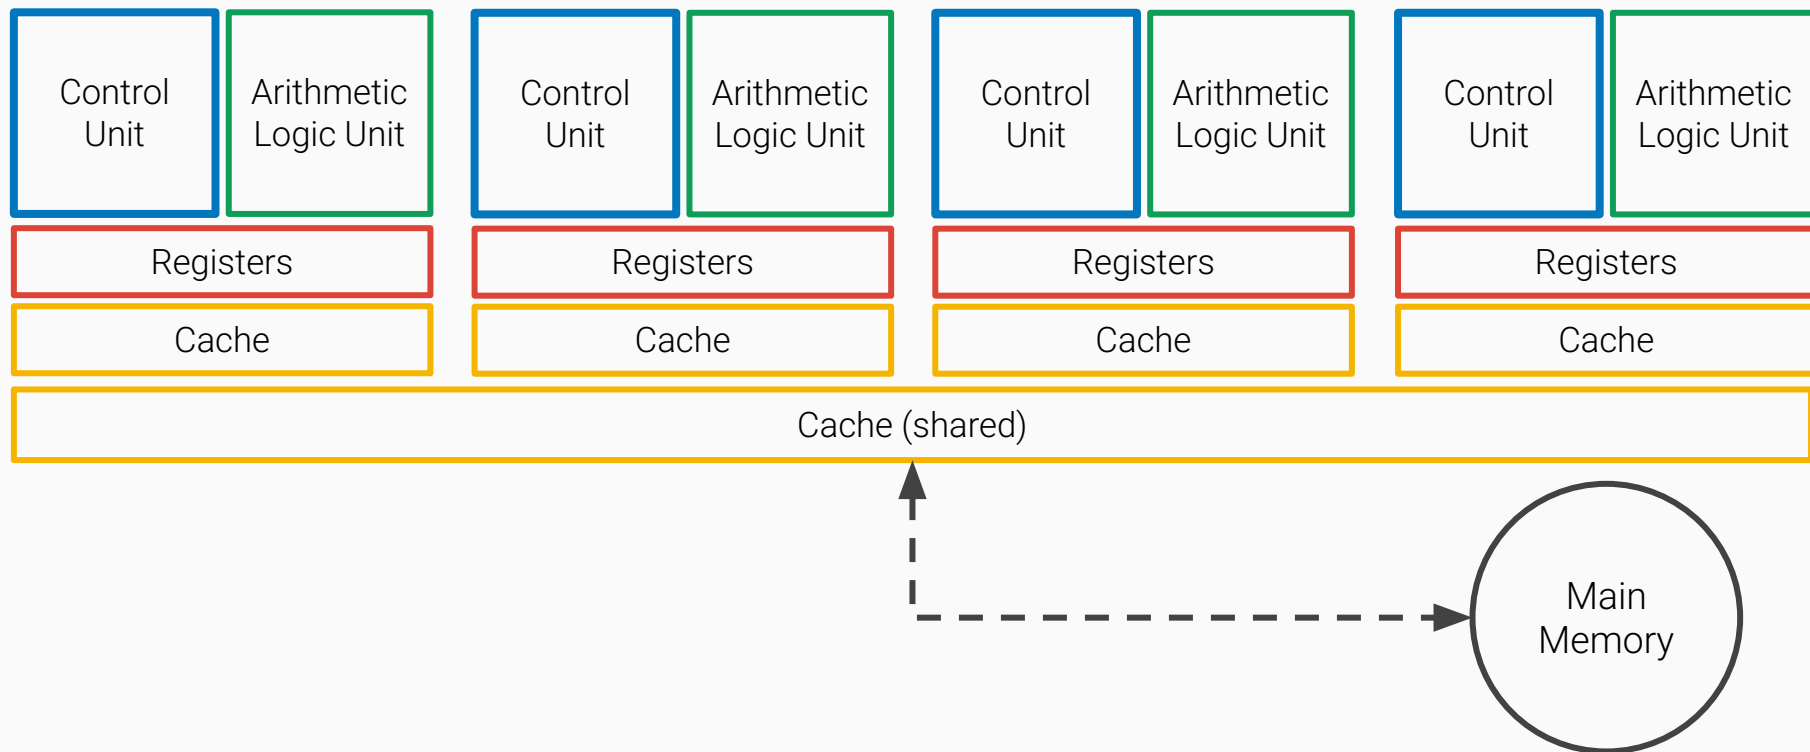 Control
Unit
Arithmetic
Logic Unit
Control
Unit
Arithmetic
Logic Unit
Control
Unit
Arithmetic
Logic Unit
Control
Unit
Arithmetic
Logic Unit
Registers
Registers
Registers
Registers
Cache
Cache
Cache
Cache
Cache (shared)
Main
Memory